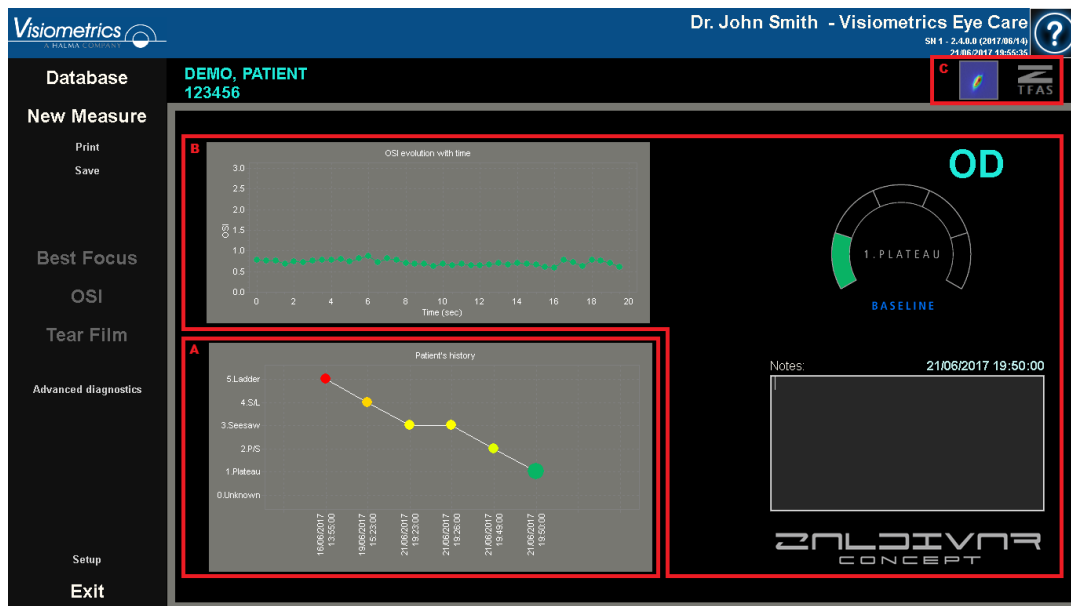 Visiometrics
A HALMA COMPANY
Dr. John Smith - Visiometrics Eye Care
SN 1 - 2.4.0.0 (2017/06/14)
21/06/2017 19:55:35
?
Database
New Measure
Print
Save
Best Focus
OSI
Tear Film
Advanced diagnostics
Setup
Exit
DEMO, PATIENT
123456
C
TFAS
B
OSI evolution with time
OSI
3.0
2.5
2.0
1.5
1.0
0.5
0.0
0 2 4 6 8 10 12 14 16 18 20
Time (sec)
OD
1.PLATEAU
BASELINE
A
Patient's history
5.Ladder
4.S/L
3.Seesaw
2.P/S
1.Plateau
0.Unknown
16/06/2017
13:55:00
19/06/2017
15:23:00
21/06/2017
19:23:00
21/06/2017
19:26:00
21/06/2017
19:49:00
21/06/2017
19:50:00
Notes: 21/06/2017 19:50:00
ZALDIVAR
CONCEPT